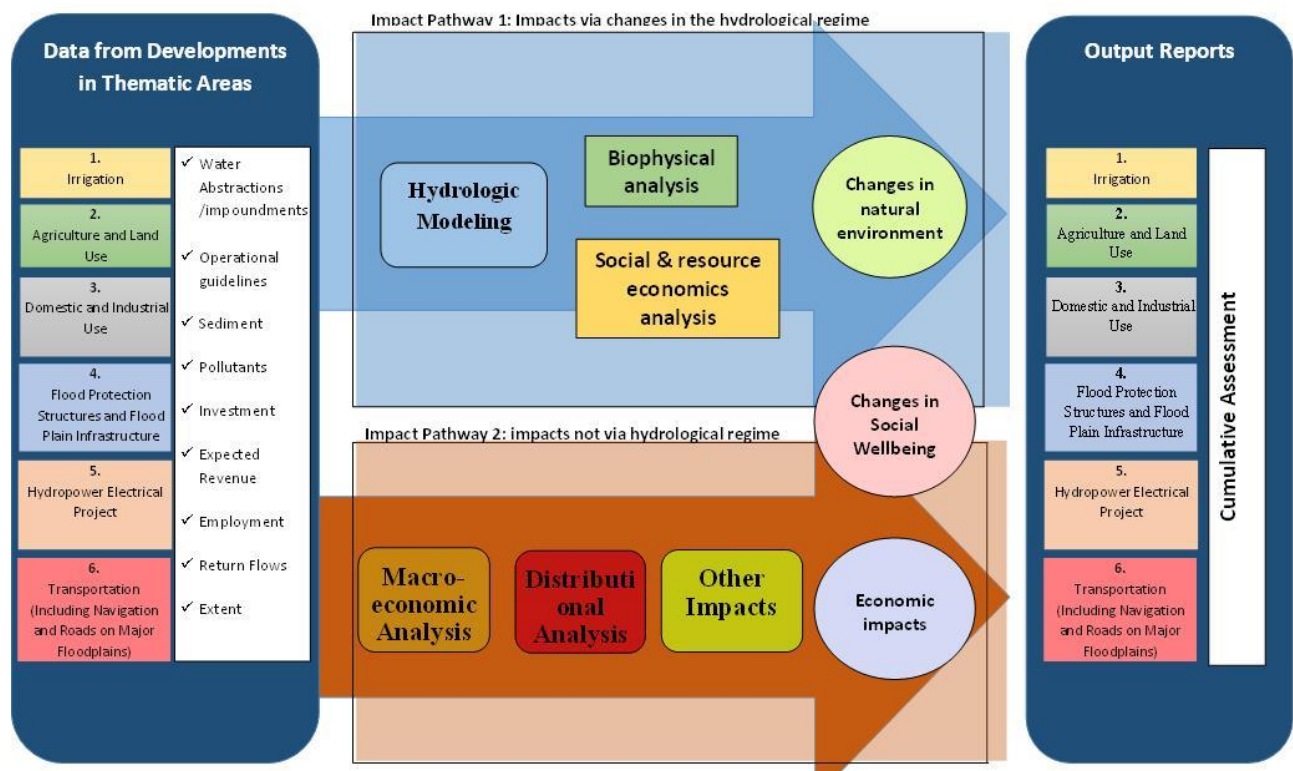 Impact Pathway 1: Impacts via changes in the hydrological regime
Data from Developments
in Thematic Areas
1.
Irrigation
2.
Agriculture and Land
Use
3.
Domestic and Industrial
Use
4.
Flood Protection
Structures and Flood
Plain Infrastructure
5.
Hydropower Electrical
Project
6.
Transportation
(Including Navigation
and Roads on Major
Floodplains)
✓ Water
Abstractions
/impoundments
✓ Operational
guidelines
✓ Sediment
✓ Pollutants
✓ Investment
✓ Expected
Revenue
✓ Employment
✓ Return Flows
✓ Extent
Hydrologic
Modeling
Biophysical
analysis
Social & resource
economics
analysis
Changes in
natural
environment
Changes in
Social
Wellbeing
Impact Pathway 2: impacts not via hydrological regime
Macro-
economic
Analysis
Distributi
onal
Analysis
Other
Impacts
Economic
impacts
Output Reports
1.
Irrigation
2.
Agriculture and Land
Use
3.
Domestic and Industrial
Use
4.
Flood Protection
Structures and Flood
Plain Infrastructure
5.
Hydropower Electrical
Project
6.
Transportation
(Including Navigation
and Roads on Major
Floodplains)
Cumulative Assessment